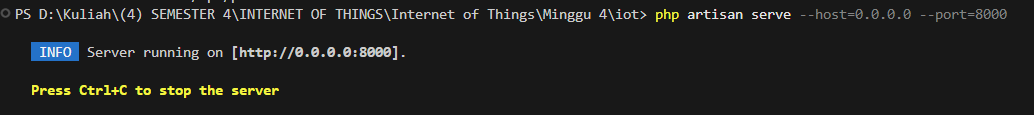 PS D:\Kuliah\(4) SEMESTER 4\INTERNET OF THINGS\Internet of Things\Minggu 4\iot> php artisan serve --host=0.0.0.0 --port=8000
INFO Server running on [http://0.0.0.0:8000].
Press Ctrl+C to stop the server